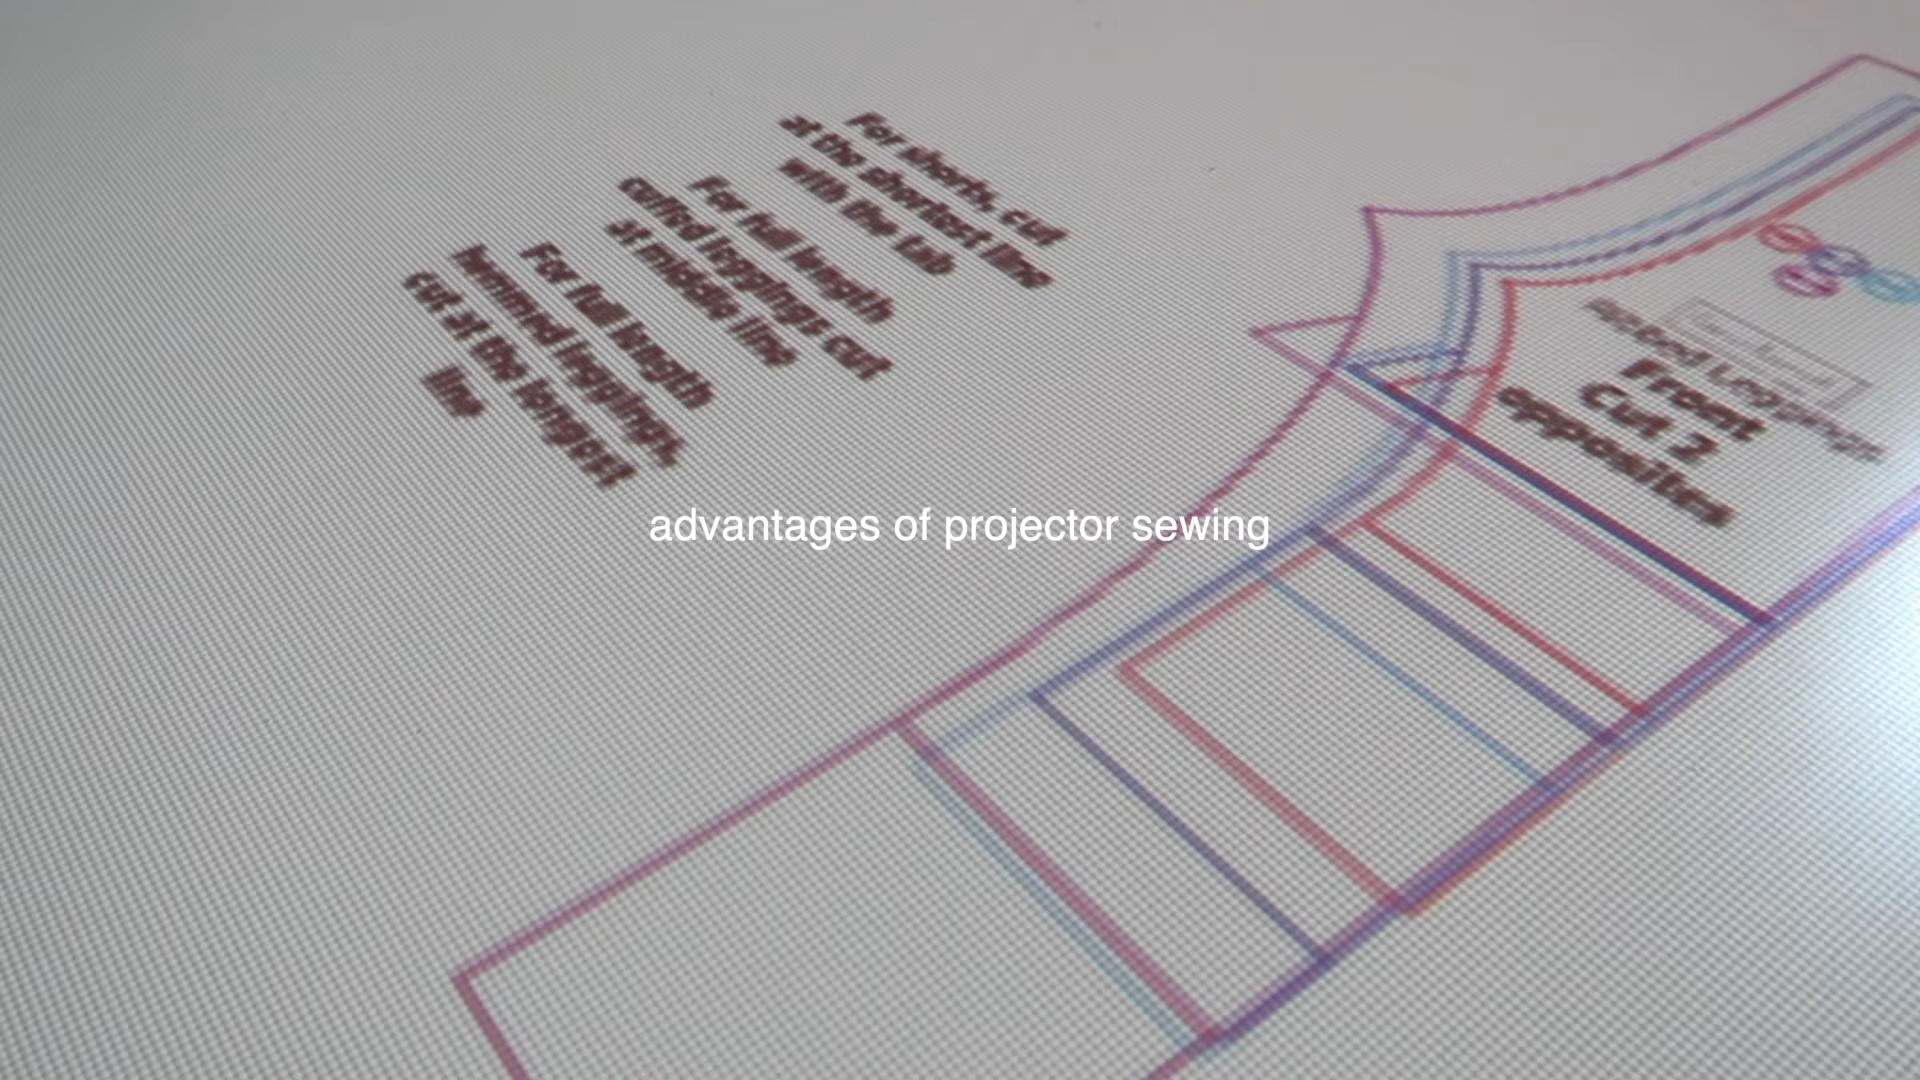 For shorts, cut
at the shortest line
with the tab
For full length
cuffed leggings cut
at middle line
For full length
hemmed leggings,
cut at the longest
line
Leggings
Front
Cut 2
opposites
advantages of projector sewing